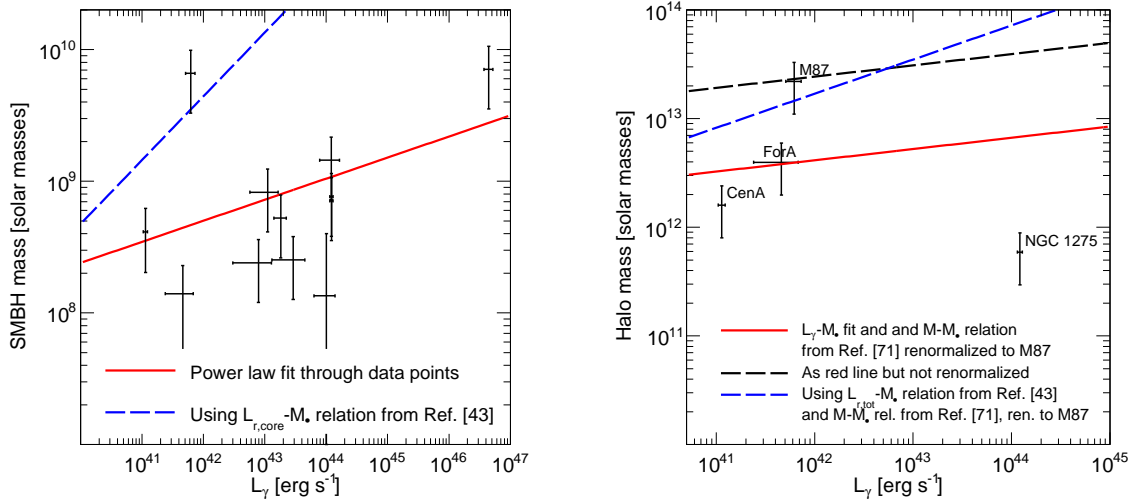 SMBH mass [solar masses]
10^10
10^9
10^8
Power law fit through data points
Using L_r,core-M_• relation from Ref. [43]
10^41 10^42 10^43 10^44 10^45 10^46 10^47
L_γ [erg s^-1]
Halo mass [solar masses]
10^14
10^13
10^12
10^11
M87
ForA
CenA
NGC 1275
L_γ-M_• fit and and M-M_• relation
from Ref. [71] renormalized to M87
As red line but not renormalized
Using L_r,tot-M_• relation from Ref. [43]
and M-M_• rel. from Ref. [71], ren. to M87
10^41 10^42 10^43 10^44 10^45
L_γ [erg s^-1]